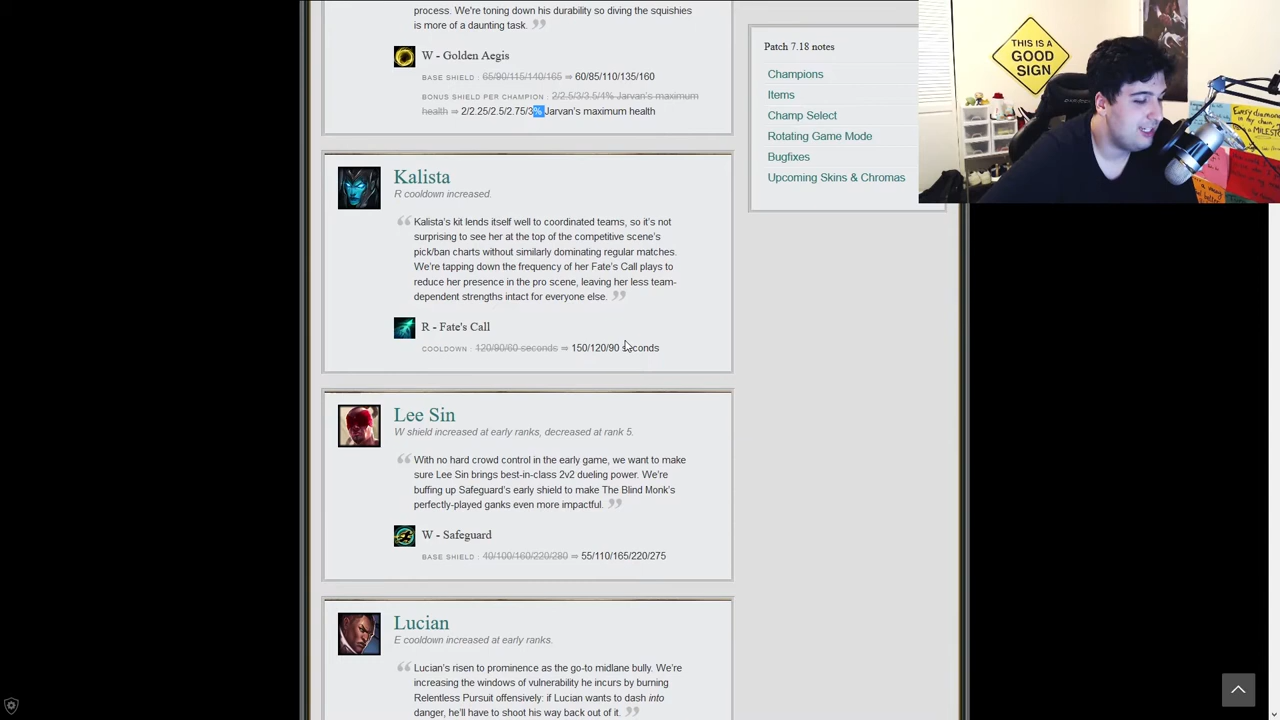 process. We're toning down his durability so diving the squishies
is more of a daunting task.
W - Golden Aegis
BASE SHIELD : 115/140/165 ⇒ 60/85/110/135/160
BONUS SHIELD CHAMPION : 2/2.5/3/3.5/4% Jarvan's maximum
health ⇒ Jarvan's maximum health
Kalista
R cooldown increased.
Kalista's kit lends itself well to coordinated teams, so it's not
surprising to see her at the top of the competitive scene's
pick/ban charts without similarly dominating regular matches.
We're tapping down the frequency of her Fate's Call plays to
reduce her presence in the pro scene, leaving her less team-
dependent strengths intact for everyone else.
R - Fate's Call
COOLDOWN : 120/90/60 seconds ⇒ 150/120/90 seconds
Lee Sin
W shield increased at early ranks, decreased at rank 5.
With no hard crowd control in the early game, we want to make
sure Lee Sin brings best-in-class 2v2 dueling power. We're
buffing up Safeguard's early shield to make The Blind Monk's
perfectly-played ganks even more impactful.
W - Safeguard
BASE SHIELD : 40/100/160/220/280 ⇒ 55/110/165/220/275
Lucian
E cooldown increased at early ranks.
Lucian's risen to prominence as the go-to midlane bully. We're
increasing the windows of vulnerability he incurs by burning
Relentless Pursuit offensively: if Lucian wants to dash into
danger, he'll have to shoot his way back out of it.
Patch 7.18 notes
Champions
Items
Champ Select
Rotating Game Mode
Bugfixes
Upcoming Skins & Chromas
THIS IS A
GOOD
SIGN
Every diamond
in my chain
MILESTO